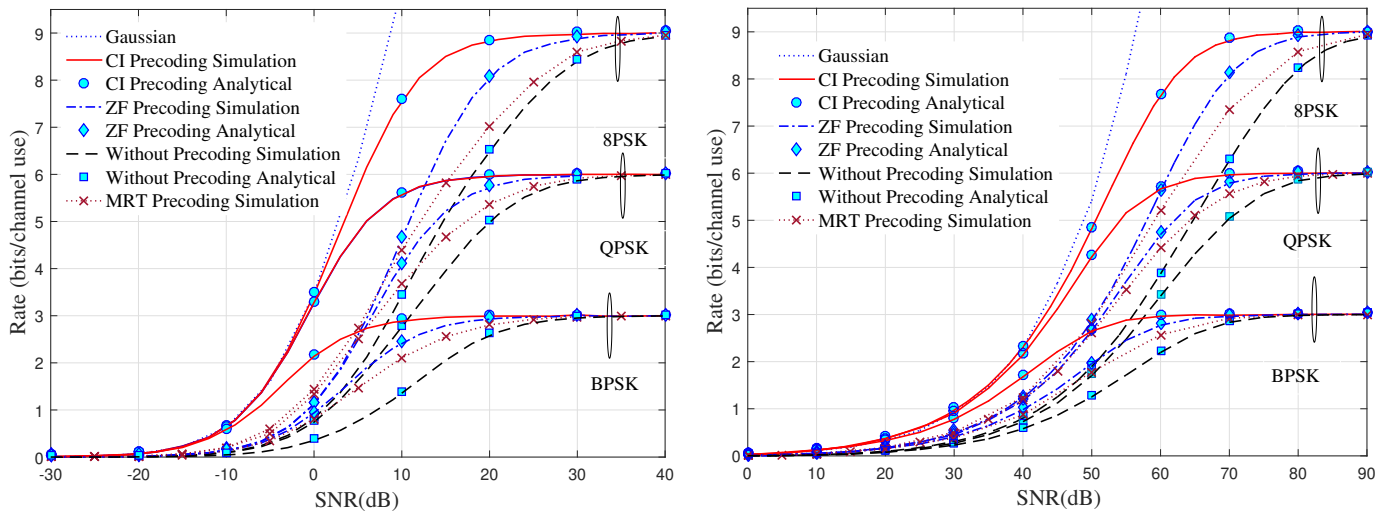 9
8
7
6
5
4
3
2
1
0
Rate (bits/channel use)
Gaussian
CI Precoding Simulation
CI Precoding Analytical
ZF Precoding Simulation
ZF Precoding Analytical
Without Precoding Simulation
Without Precoding Analytical
MRT Precoding Simulation
8PSK
QPSK
BPSK
-30 -20 -10 0 10 20 30 40
SNR(dB)
9
8
7
6
5
4
3
2
1
0
Rate (bits/channel use)
Gaussian
CI Precoding Simulation
CI Precoding Analytical
ZF Precoding Simulation
ZF Precoding Analytical
Without Precoding Simulation
Without Precoding Analytical
MRT Precoding Simulation
8PSK
QPSK
BPSK
0 10 20 30 40 50 60 70 80 90
SNR(dB)